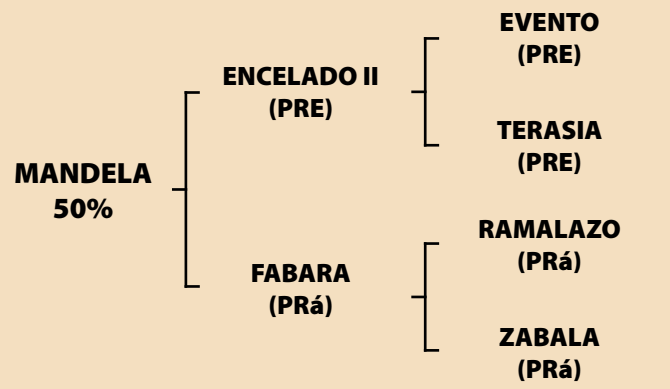 EVENTO
(PRE)
ENCELADO II
(PRE)
TERASIA
(PRE)
MANDELA
50%
RAMALAZO
(PRá)
FABARA
(PRá)
ZABALA
(PRá)